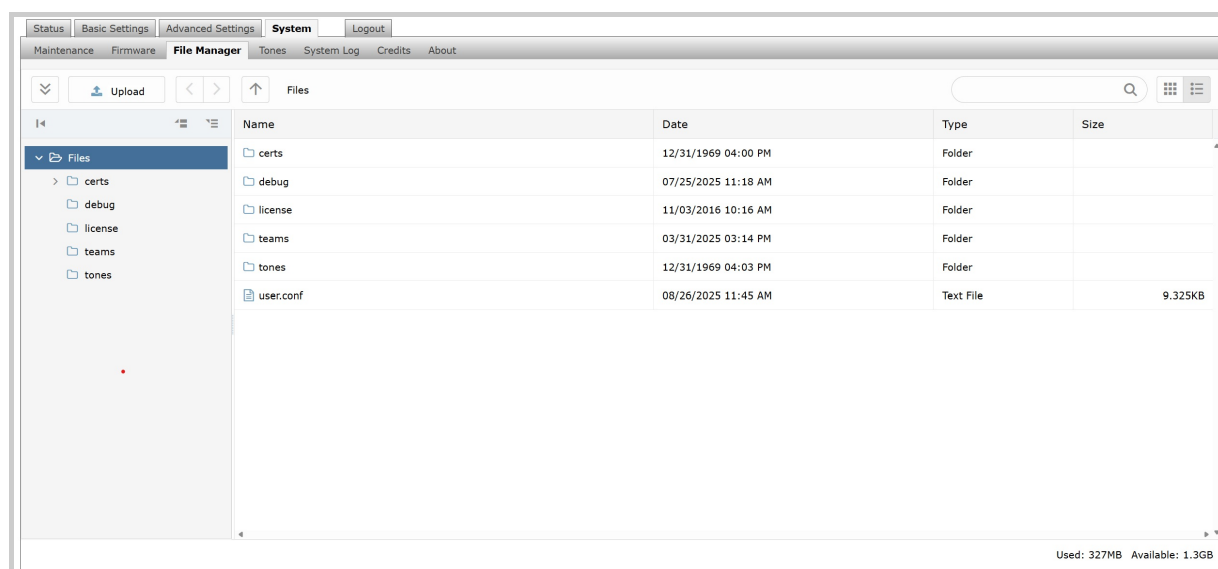 Status Basic Settings Advanced Settings System Logout
Maintenance Firmware File Manager Tones System Log Credits About
Upload Files
Name Date Type Size
Files
certs
debug
license
teams
tones
certs 12/31/1969 04:00 PM Folder
debug 07/25/2025 11:18 AM Folder
license 11/03/2016 10:16 AM Folder
teams 03/31/2025 03:14 PM Folder
tones 12/31/1969 04:03 PM Folder
user.conf 08/26/2025 11:45 AM Text File 9.325KB
Used: 327MB Available: 1.3GB